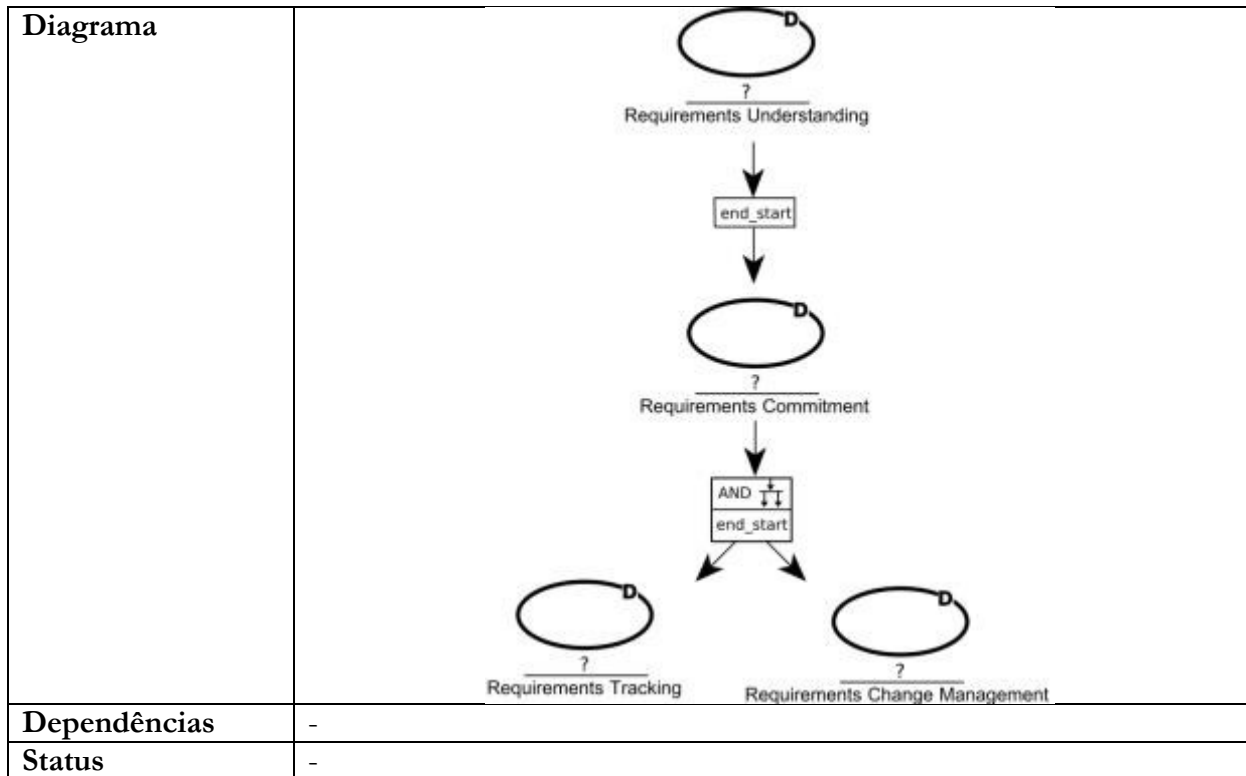 Diagrama
D
?
Requirements Understanding
end_start
D
?
Requirements Commitment
AND
end_start
D
?
Requirements Tracking
D
?
Requirements Change Management
Dependências -
Status -